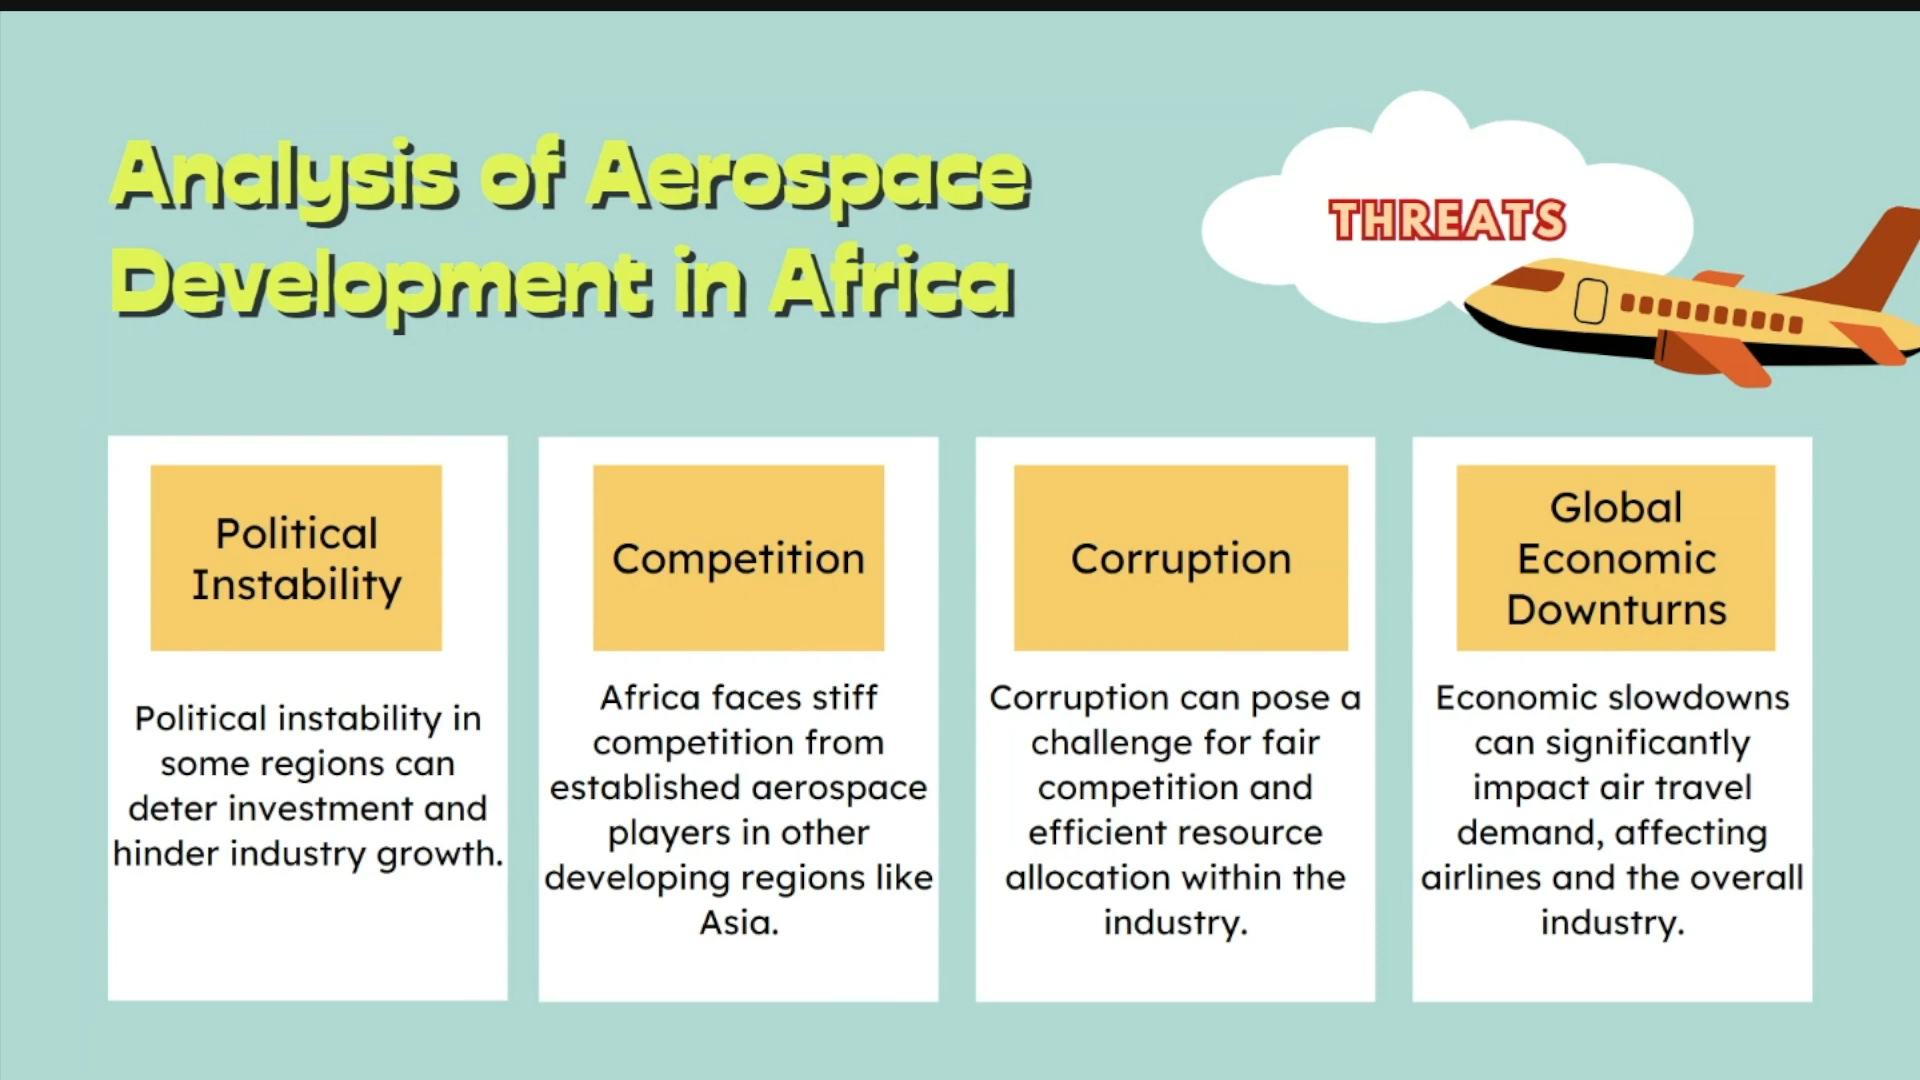 Analysis of Aerospace
Development in Africa
THREATS
Political
Instability
Political instability in
some regions can
deter investment and
hinder industry growth.
Competition
Africa faces stiff
competition from
established aerospace
players in other
developing regions like
Asia.
Corruption
Corruption can pose a
challenge for fair
competition and
efficient resource
allocation within the
industry.
Global
Economic
Downturns
Economic slowdowns
can significantly
impact air travel
demand, affecting
airlines and the overall
industry.